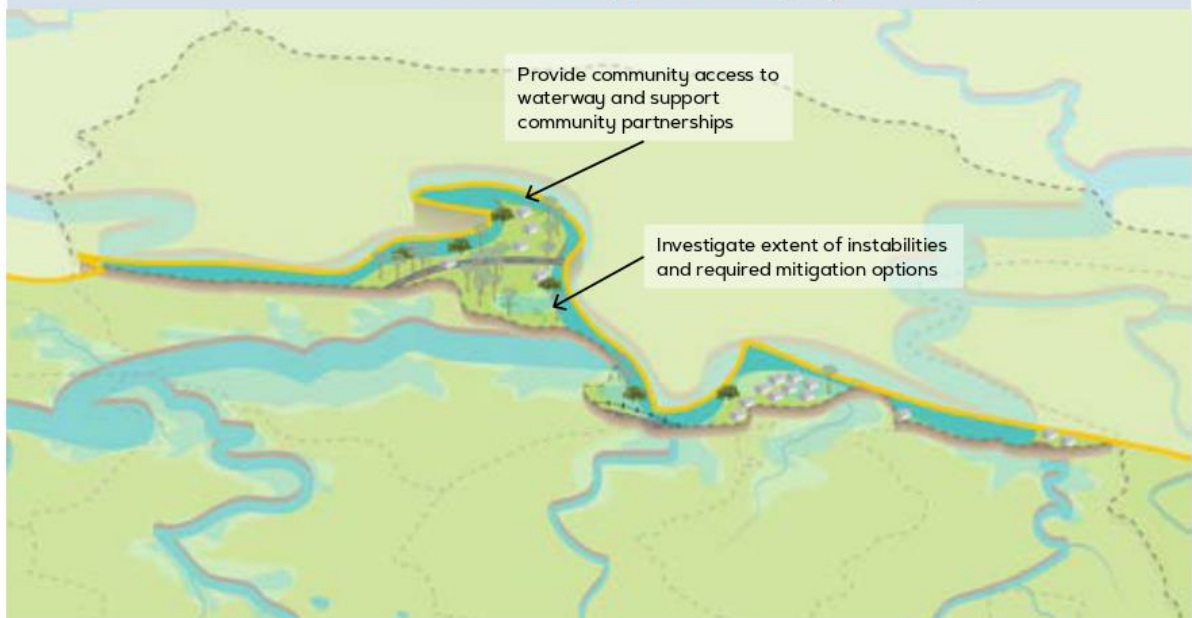 Provide community access to
waterway and support
community partnerships
Investigate extent of instabilities
and required mitigation options